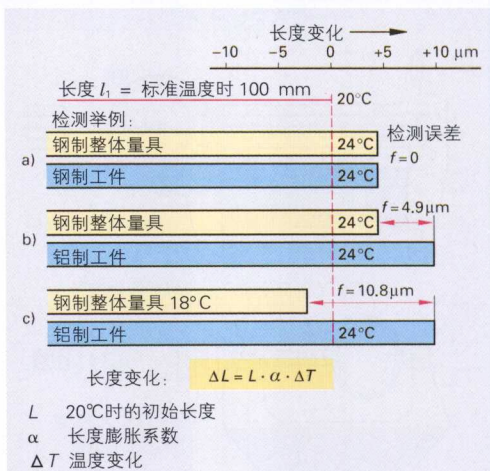 长度变化
-10 -5 0 +5 +10 μm
长度 l₁ = 标准温度时 100 mm
20℃
检测举例:
检测误差
a)
钢制整体量具 24℃
f=0
钢制工件 24℃
b)
钢制整体量具 24℃
f=4.9μm
铝制工件 24℃
c)
钢制整体量具 18℃
f=10.8μm
铝制工件 24℃
长度变化: ΔL=L·α·ΔT
L 20℃时的初始长度
α 长度膨胀系数
ΔT 温度变化